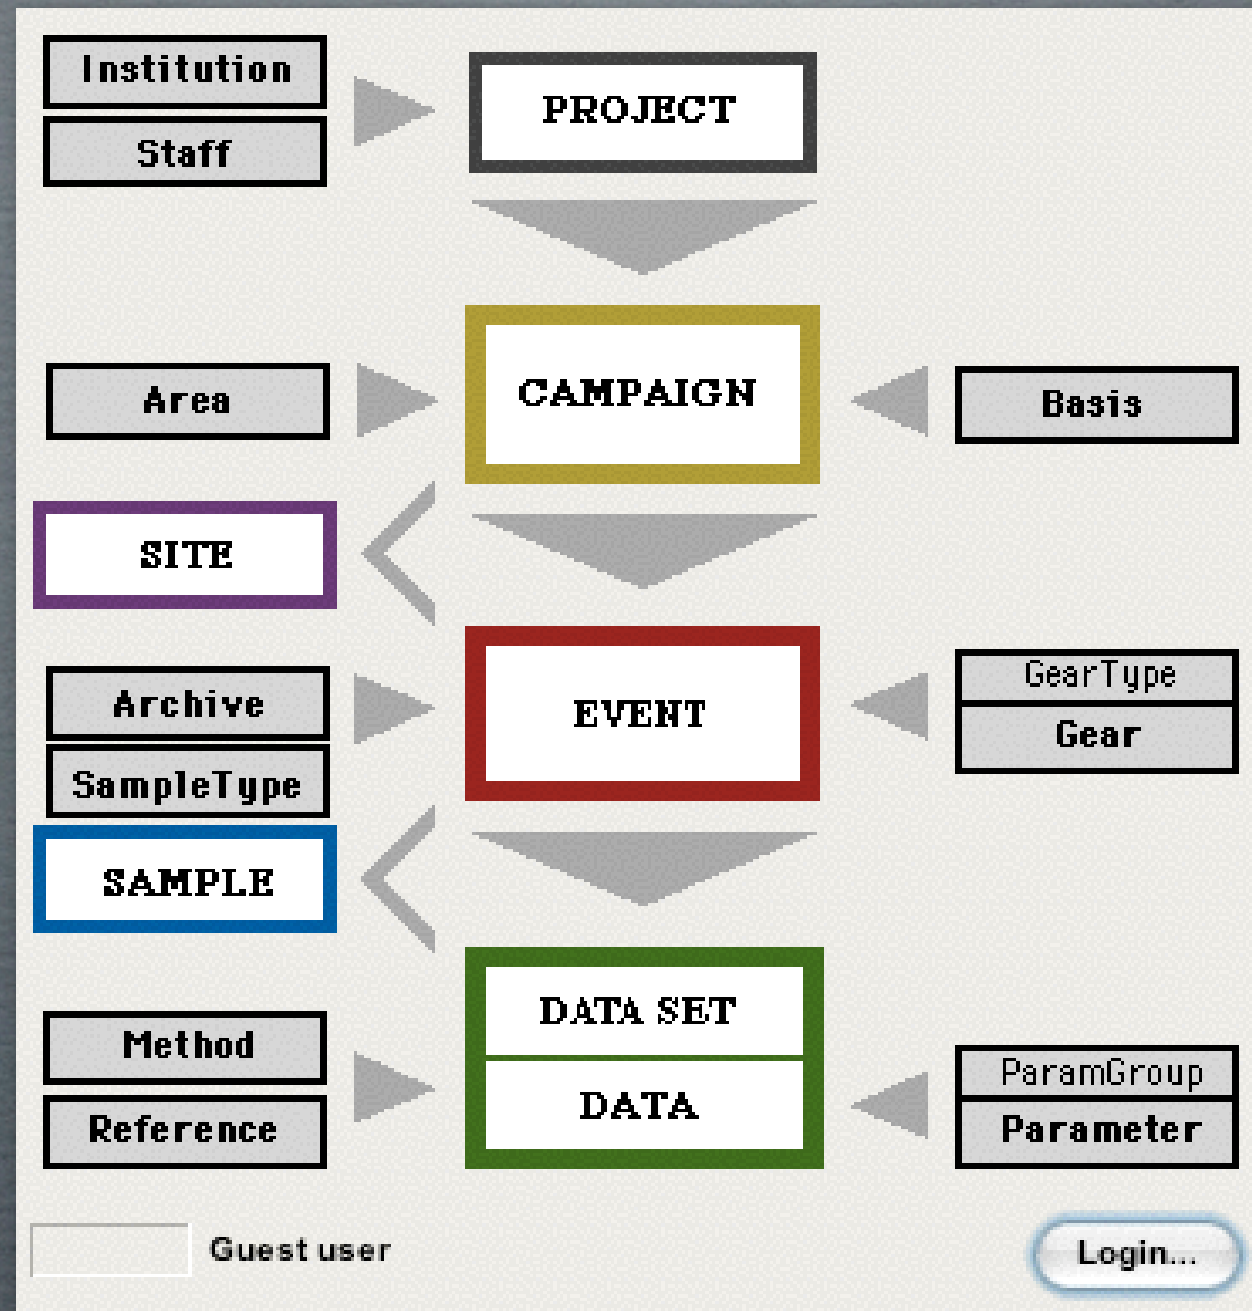 Institution
Staff
PROJECT
Area
CAMPAIGN
Basis
SITE
Archive
SampleType
EVENT
GearType
Gear
SAMPLE
Method
Reference
DATA SET
DATA
ParamGroup
Parameter
Guest user
Login...